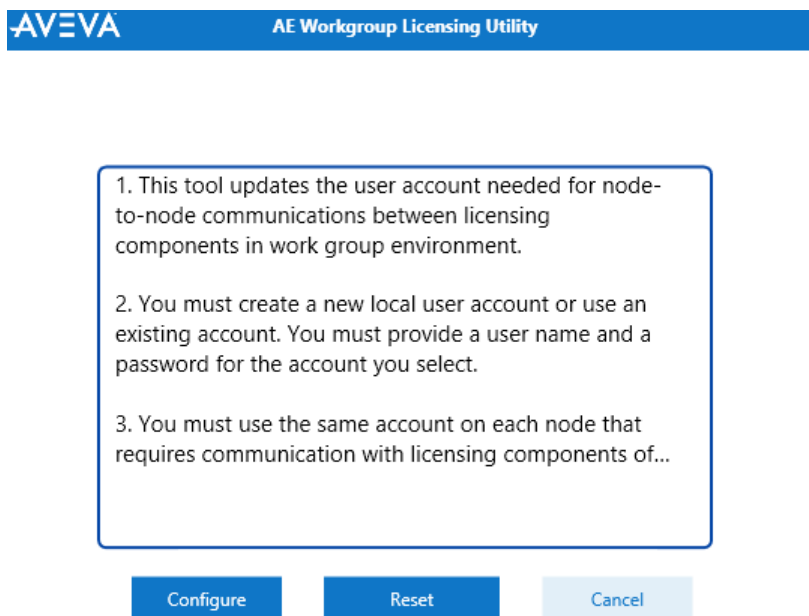 AVEVA AE Workgroup Licensing Utility
1. This tool updates the user account needed for node-
to-node communications between licensing
components in work group environment.
2. You must create a new local user account or use an
existing account. You must provide a user name and a
password for the account you select.
3. You must use the same account on each node that
requires communication with licensing components of...
Configure Reset Cancel